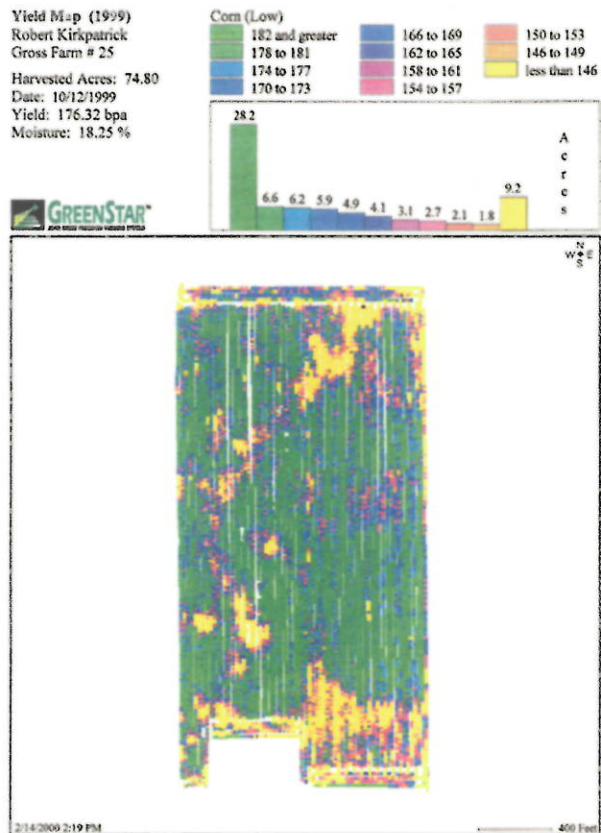 Yield Map (1999)
Robert Kirkpatrick
Gross Farm # 25
Harvested Acres: 74.80
Date: 10/12/1999
Yield: 176.32 bpa
Moisture: 18.25 %
GREENSTAR™
Corn (Low)
182 and greater
178 to 181
174 to 177
170 to 173
166 to 169
162 to 165
158 to 161
154 to 157
150 to 153
146 to 149
less than 146
28.2
6.6
6.2
5.9
4.9
4.1
3.1
2.7
2.1
1.8
9.2
Acres
N
W E
S
2/14/2000 2:19 PM
400 Feet